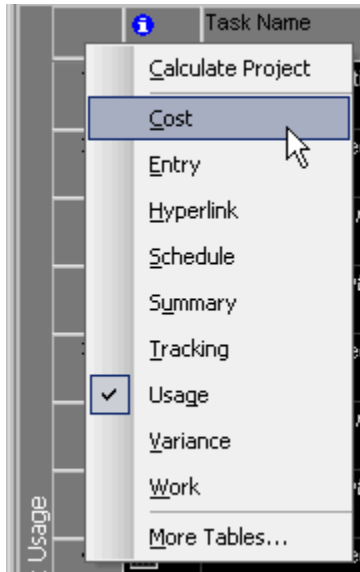 Task Name
Calculate Project
Cost
Entry
Hyperlink
Schedule
Summary
Tracking
Usage
Variance
Work
More Tables...
Usage